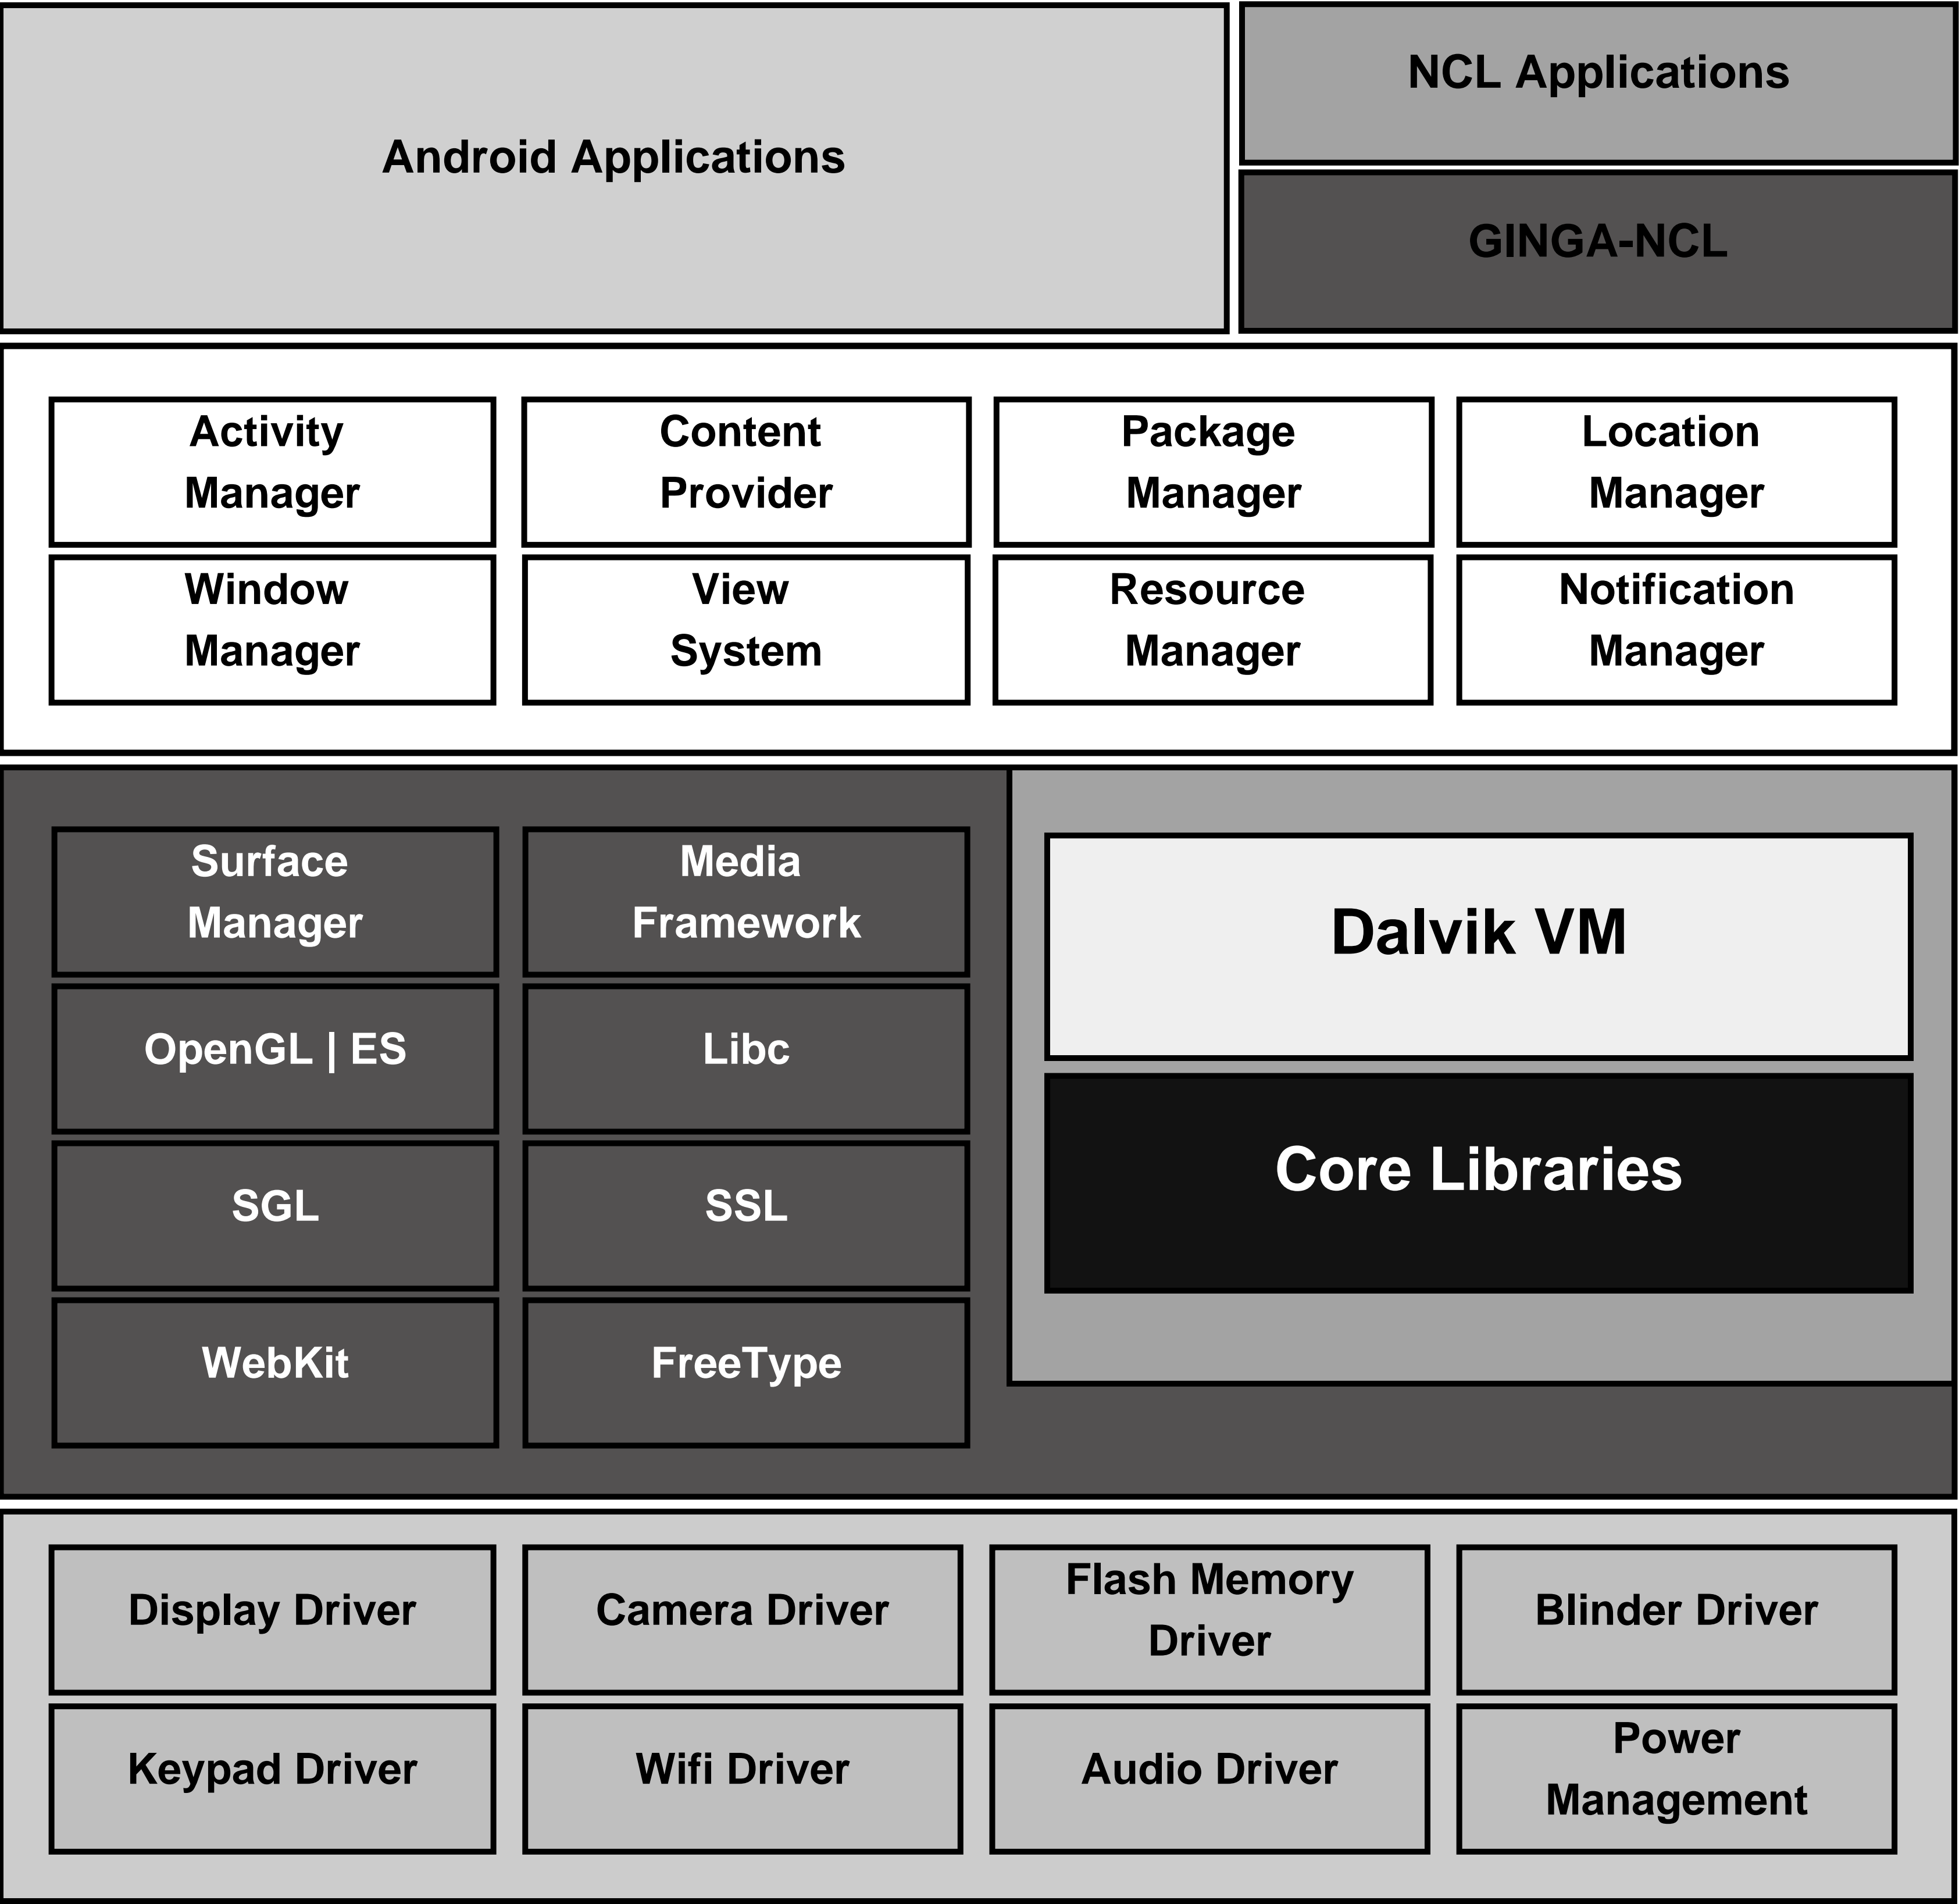 Android Applications
NCL Applications
GINGA-NCL
Activity
Manager
Content
Provider
Package
Manager
Location
Manager
Window
Manager
View
System
Resource
Manager
Notification
Manager
Surface
Manager
Media
Framework
OpenGL | ES
Libc
SGL
SSL
WebKit
FreeType
Dalvik VM
Core Libraries
Display Driver
Camera Driver
Flash Memory
Driver
Blinder Driver
Keypad Driver
Wifi Driver
Audio Driver
Power
Management